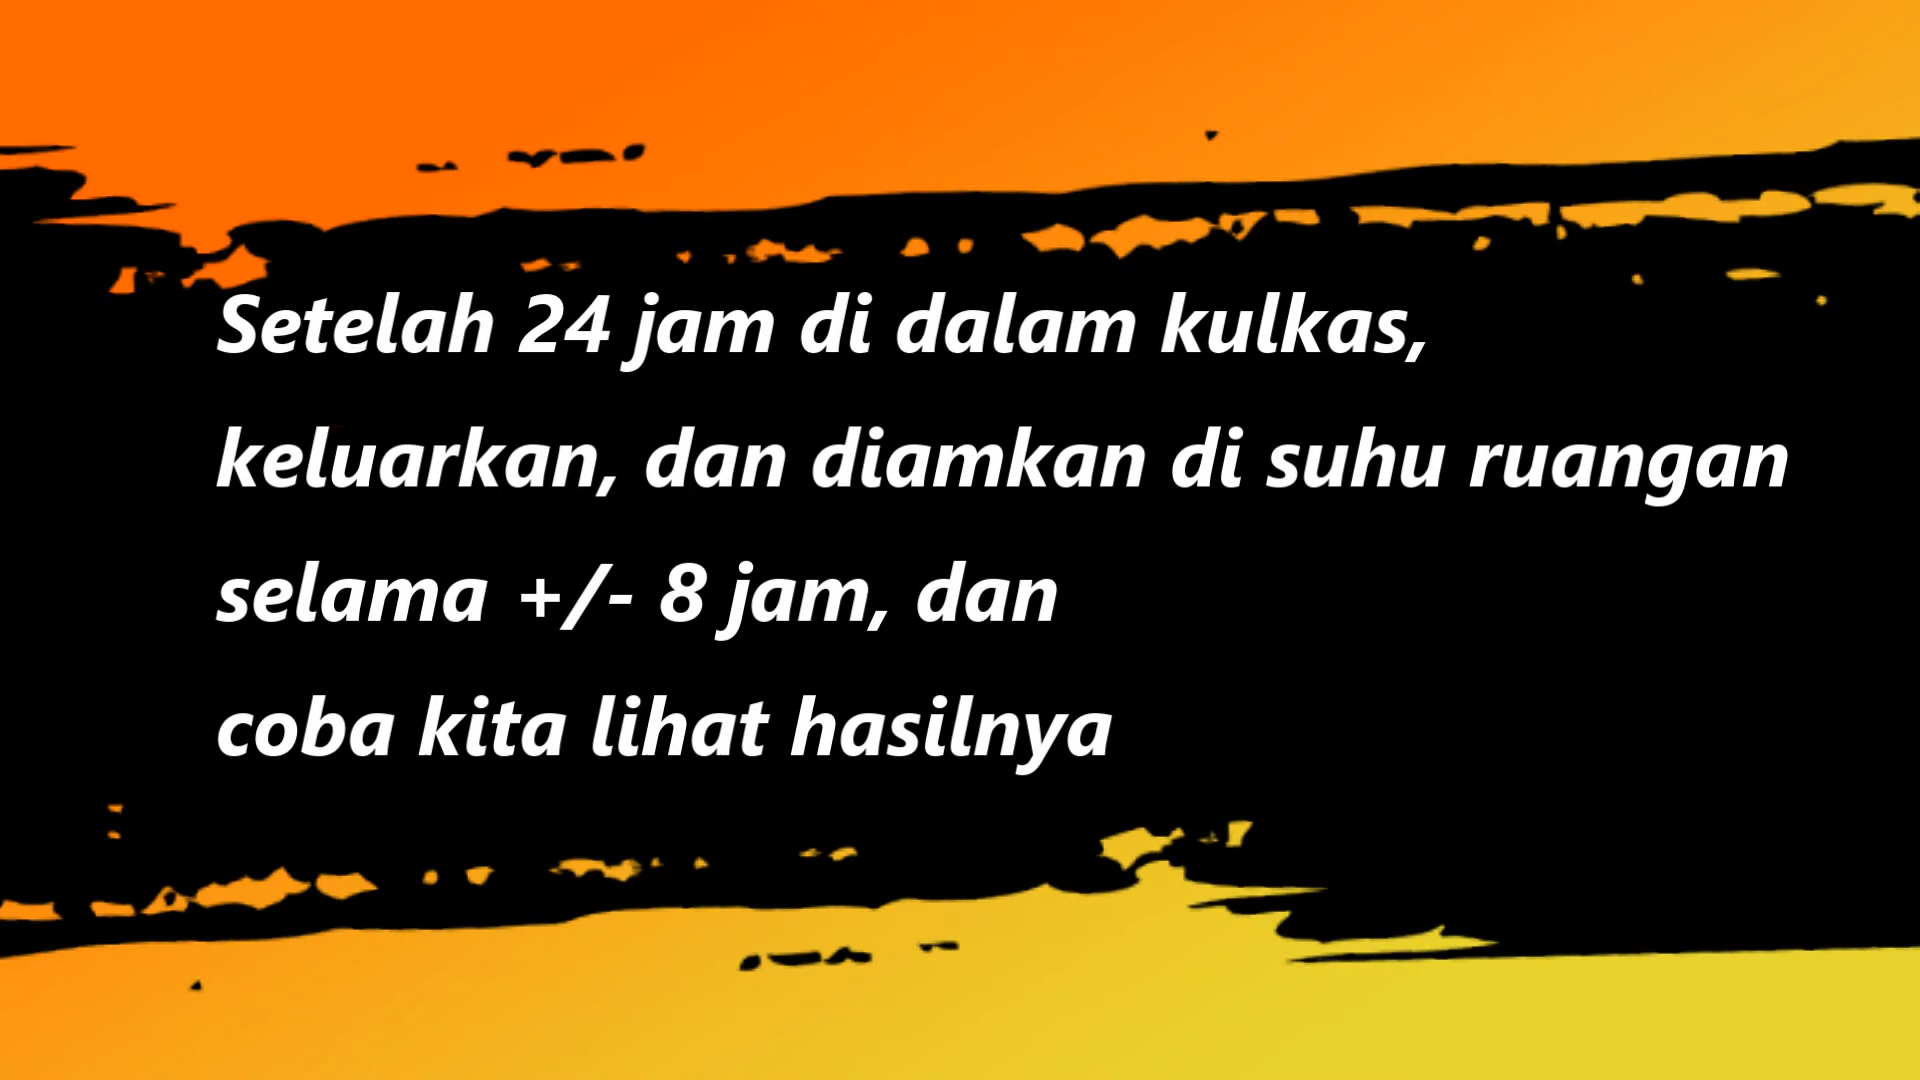 Setelah 24 jam di dalam kulkas,
keluarkan, dan diamkan di suhu ruangan
selama +/- 8 jam, dan
coba kita lihat hasilnya